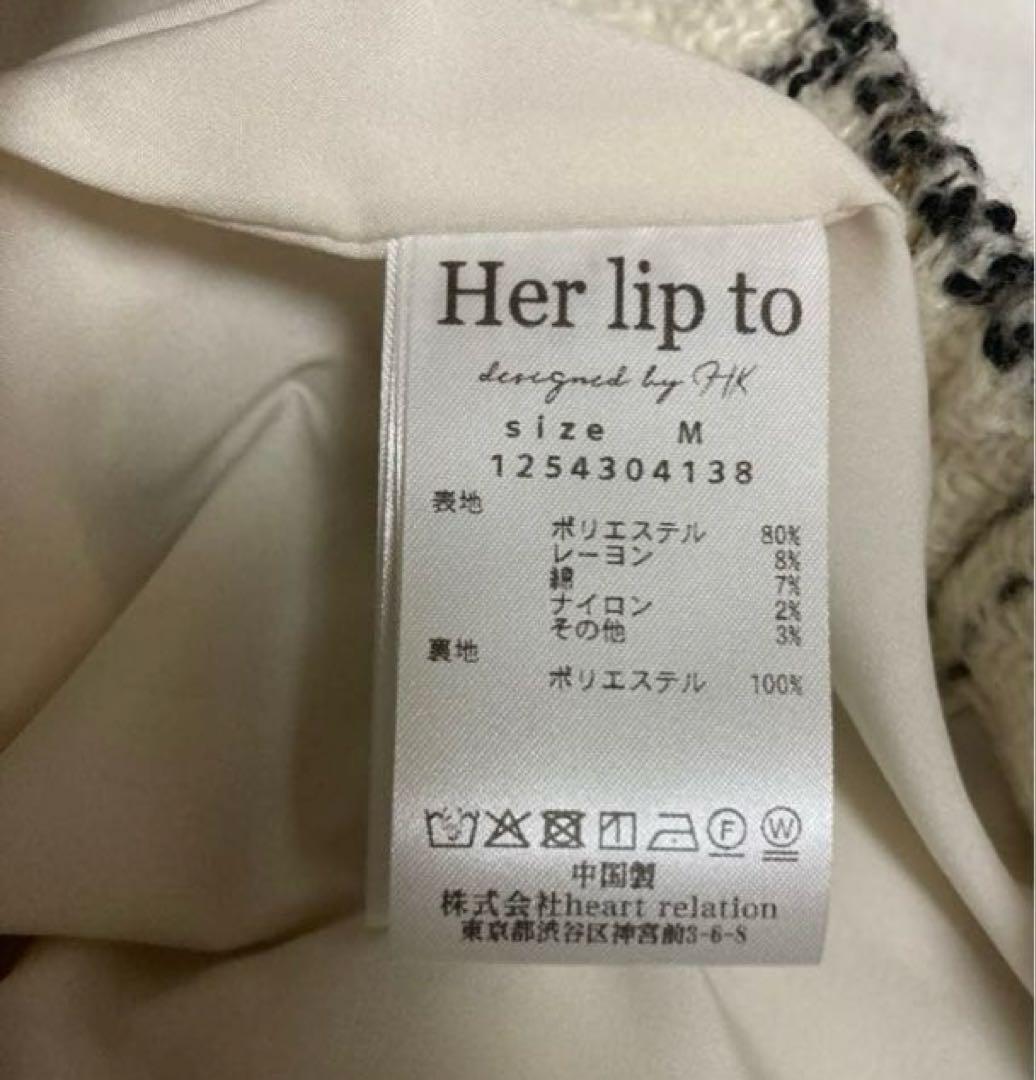 Her lip to
designed by HK
size M
1254304138
表地
ポリエステル 80%
レーヨン 8%
綿 7%
ナイロン 2%
その他 3%
裏地
ポリエステル 100%
F W
中国製
株式会社heart relation
東京都渋谷区神宮前3-6-8